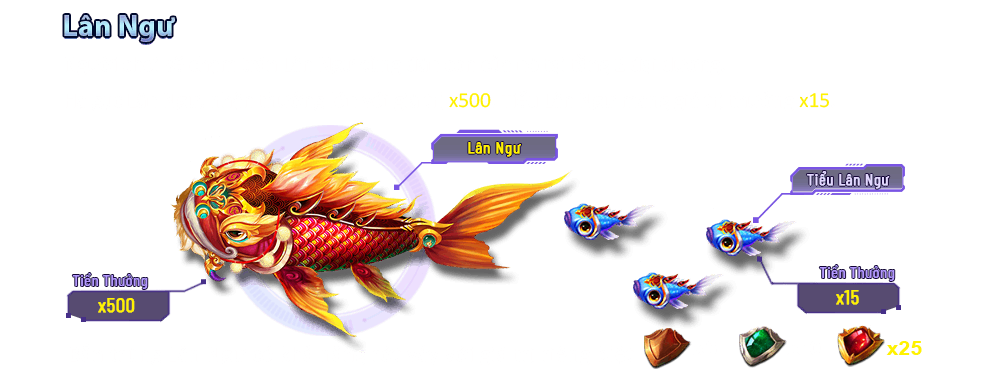 Lân Ngư
x500
x15
Lân Ngư
Tiểu Lân Ngư
Tiền Thưởng
x500
Tiền Thưởng
x15
x25